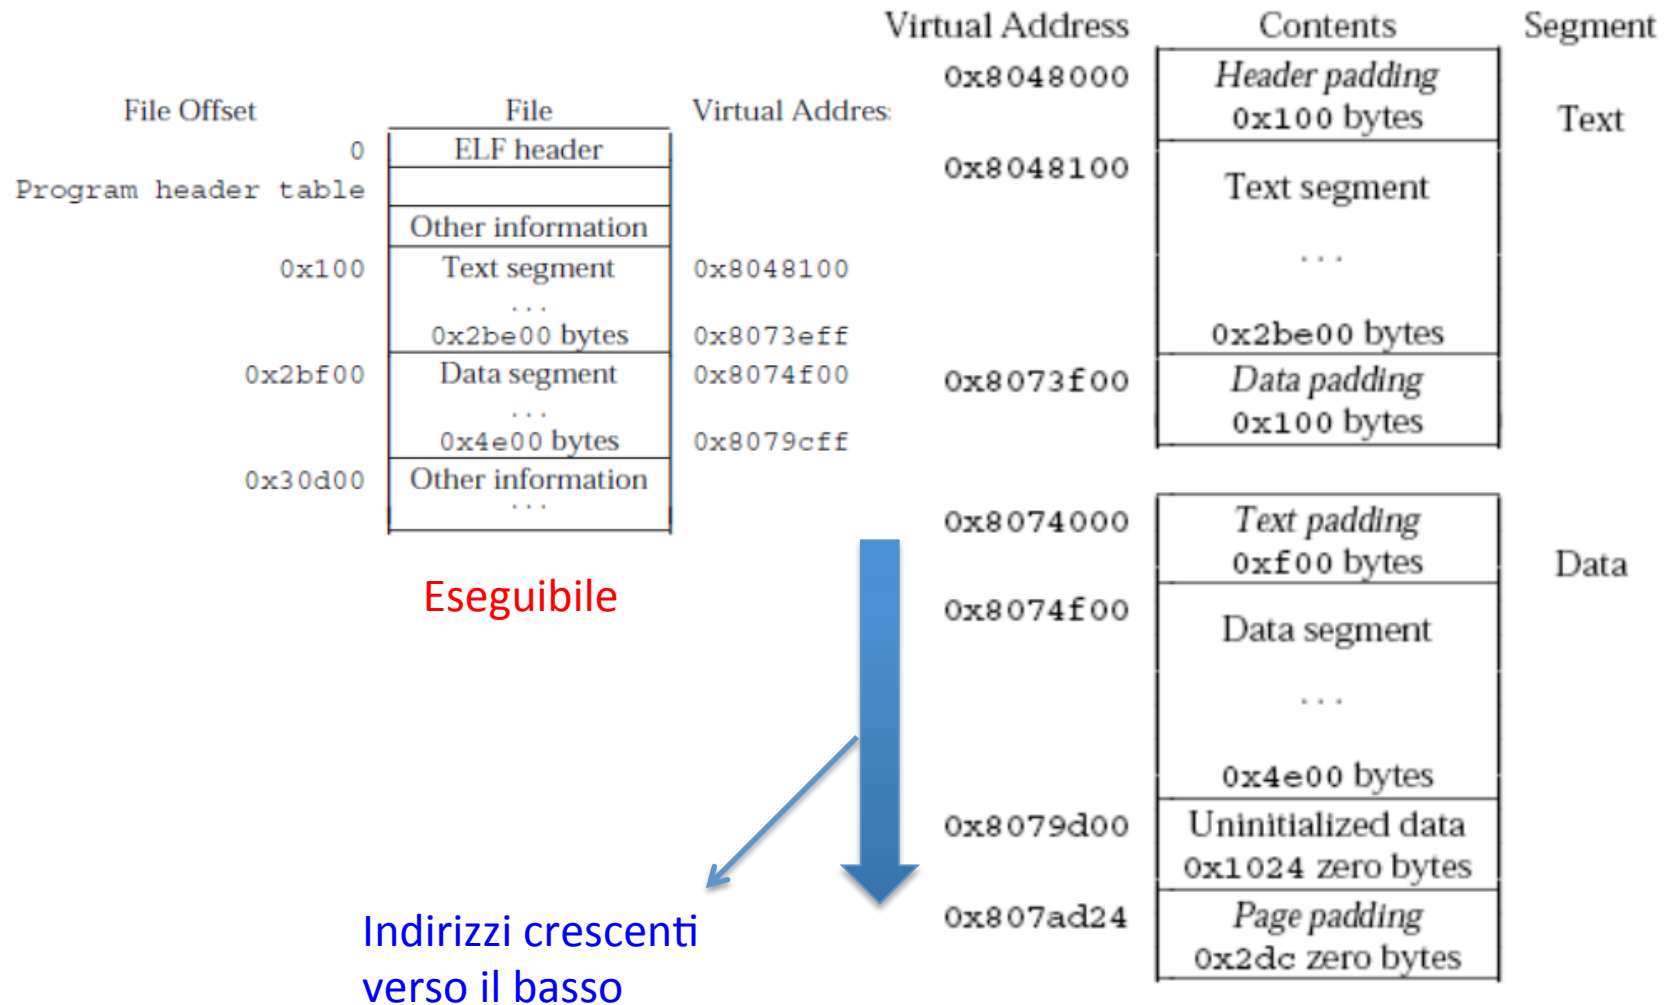 File Offset File Virtual Addres
0 ELF header
Program header table
Other information
0x100 Text segment 0x8048100
...
0x2be00 bytes 0x8073eff
0x2bf00 Data segment 0x8074f00
...
0x4e00 bytes 0x8079cff
0x30d00 Other information
...
Eseguibile
Indirizzi crescenti
verso il basso
Virtual Address Contents Segment
0x8048000 Header padding
0x100 bytes Text
0x8048100 Text segment
...
0x2be00 bytes
0x8073f00 Data padding
0x100 bytes
0x8074000 Text padding
0xf00 bytes Data
0x8074f00 Data segment
...
0x4e00 bytes
0x8079d00 Uninitialized data
0x1024 zero bytes
0x807ad24 Page padding
0x2dc zero bytes